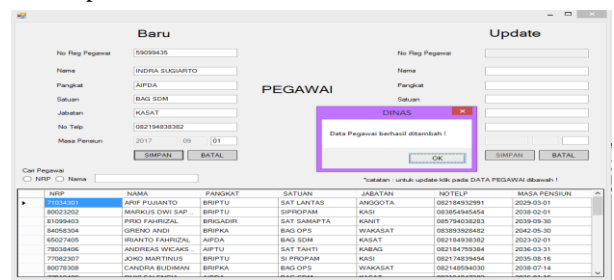 Baru
Update
No Reg Pegawai 59099435
No Reg Pegawai
Nama INDRA SUGIARTO
Nama
Pangkat AIPDA
Pangkat
PEGAWAI
Satuan BAG SDM
Satuan
Jabatan KASAT
DINAS
No Telp 082194838382
Data Pegawai berhasil ditambah !
Masa Pensiun 2017 09 01
SIMPAN BATAL
OK
SIMPAN BATAL
Cari Pegawai
NRP Nama
*catatan : untuk update klik pada DATA PEGAWAI dibawah !
NRP NAMA PANGKAT SATUAN JABATAN NOTELP MASA PENSIUN
71034301 ARIF PUJIANTO BRIPTU SAT LANTAS ANGGOTA 082184932991 2029-03-01
80023202 MARKUS DWI SAP... BRIPTU SIPROPAM KASI 083854945454 2038-02-01
81099403 PRIO FAHRIZAL BRIGADIR SAT SAMAPTA KANIT 085794038283 2039-09-30
84058304 GRENO ANDI BRIPKA BAG OPS WAKASAT 083893928482 2042-05-30
65027405 IRIANTO FAHRIZAL AIPDA BAG SDM KASAT 082184938382 2023-02-01
78038406 ANDREAS WICAKS... AIPTU SAT TAHTI KABAG 082184759384 2036-03-31
77082307 JOKO MARTINUS BRIPTU SI PROPAM KASI 082174839494 2035-08-16
80078308 CANDRA BUDIMAN BRIPKA BAG OPS WAKASAT 082148594030 2038-07-14